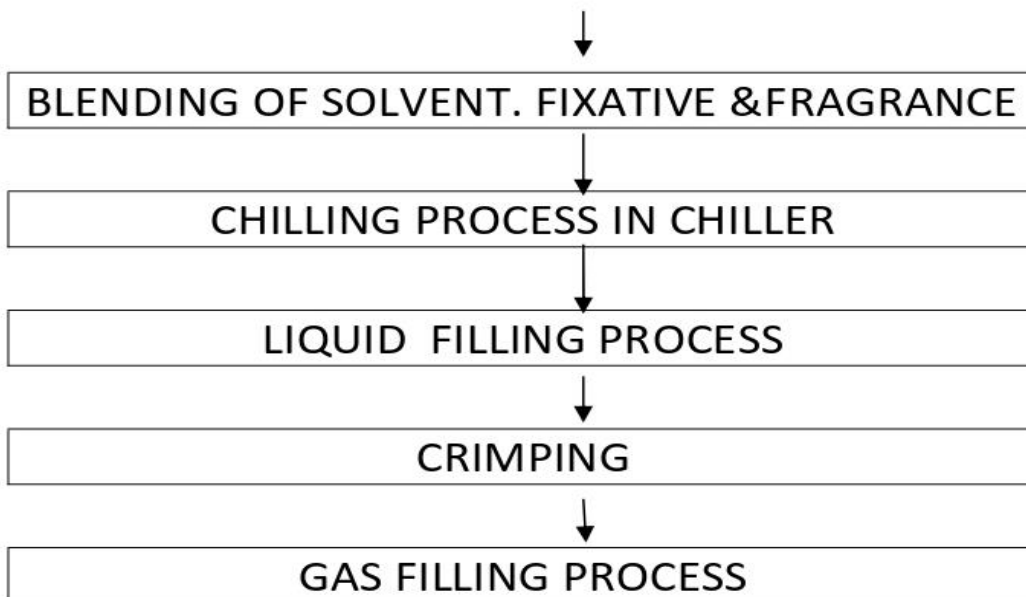 BLENDING OF SOLVENT. FIXATIVE &FRAGRANCE
CHILLING PROCESS IN CHILLER
LIQUID  FILLING PROCESS
CRIMPING
GAS FILLING PROCESS